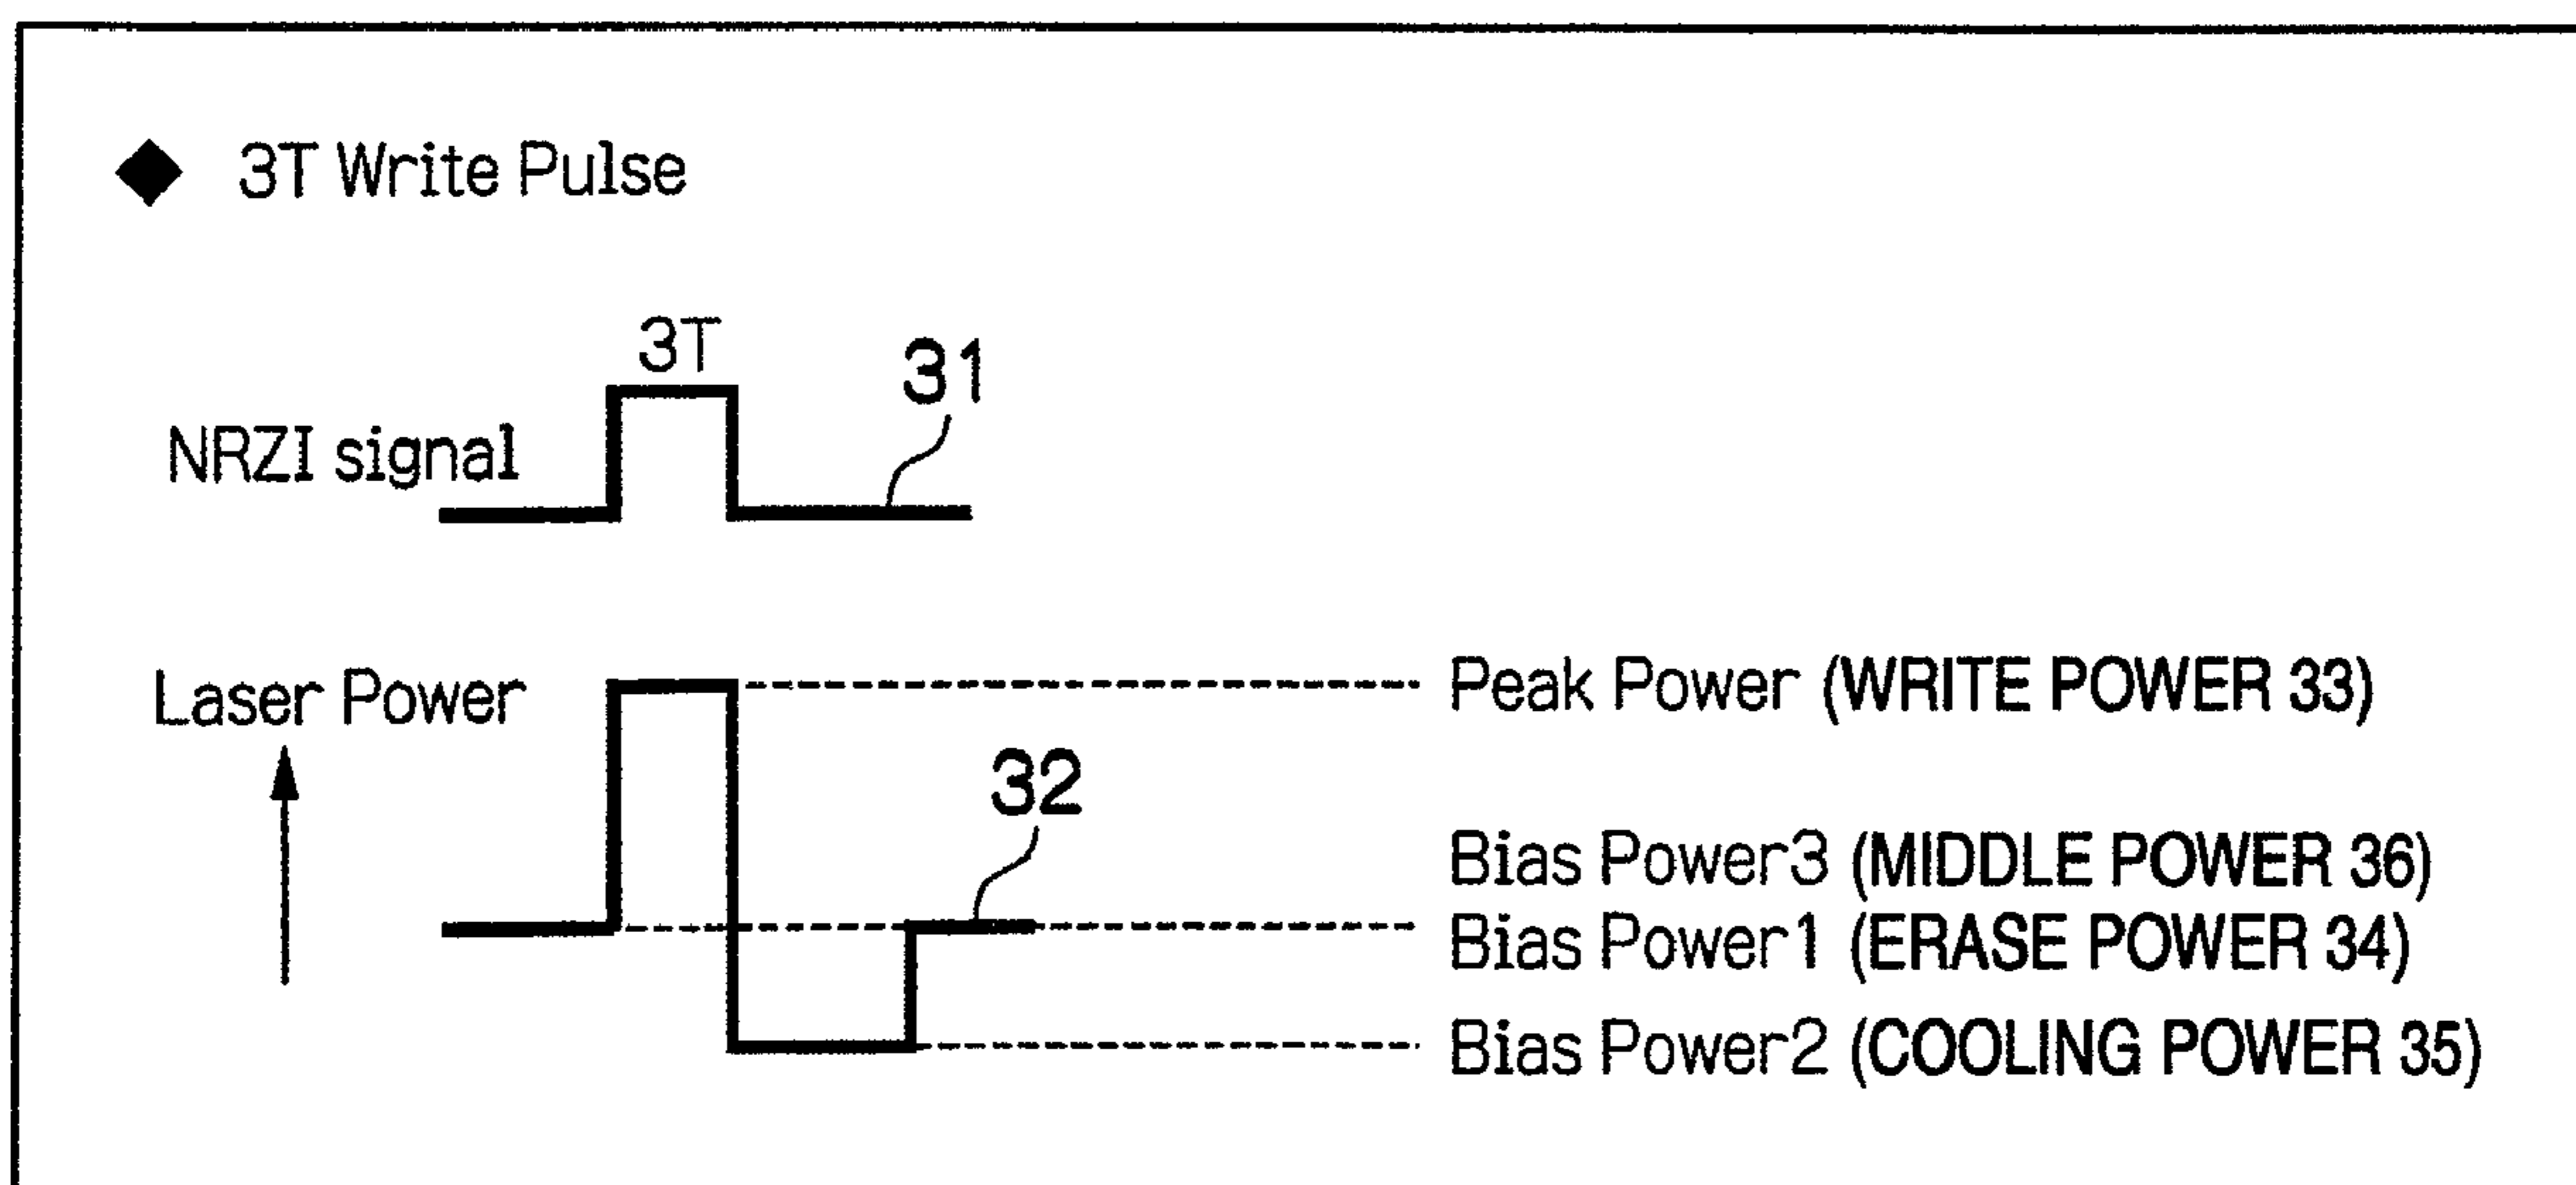 ◆ 3T Write Pulse
3T
31
NRZI signal
Laser Power
Peak Power (WRITE POWER 33)
32
Bias Power3 (MIDDLE POWER 36)
Bias Power1 (ERASE POWER 34)
Bias Power2 (COOLING POWER 35)